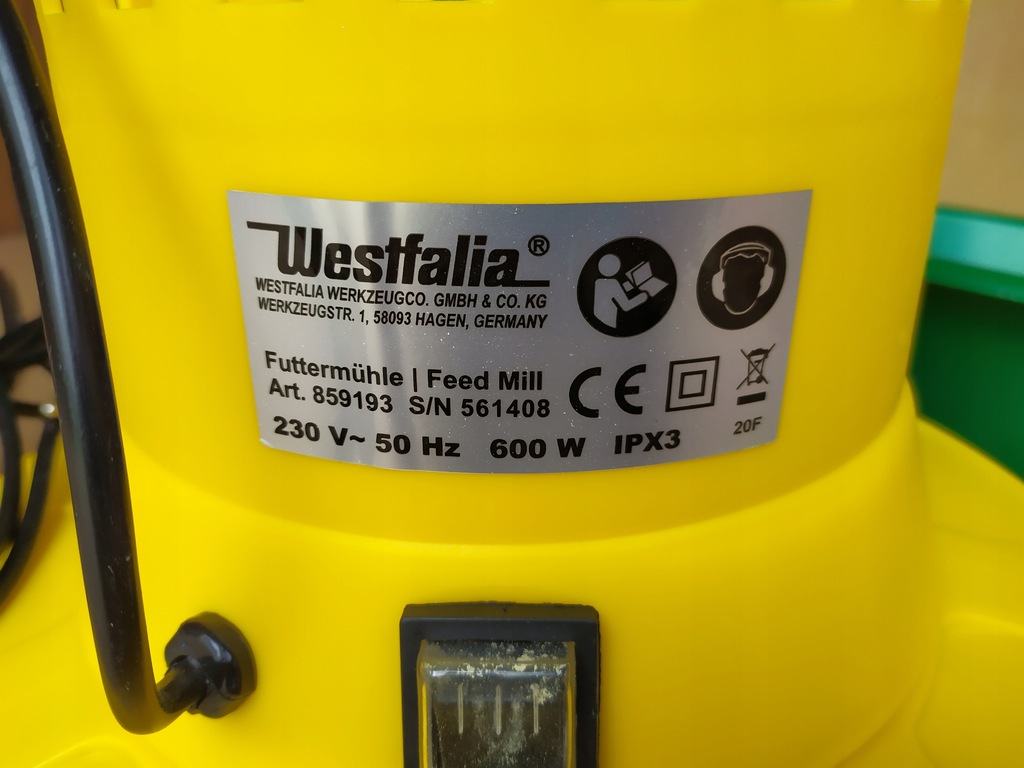 Westfalia®
WESTFALIA WERKZEUGCO. GMBH & CO. KG
WERKZEUGSTR. 1, 58093 HAGEN, GERMANY
Futtermühle | Feed Mill
Art. 859193 S/N 561408
CE
230 V~ 50 Hz 600 W IPX3
20F